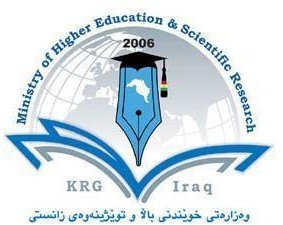 Ministry of Higher Education & Scientific Research
2006
KRG Iraq
وەزارەتی خوێندنی باڵا و توێژینەوەی زانستی